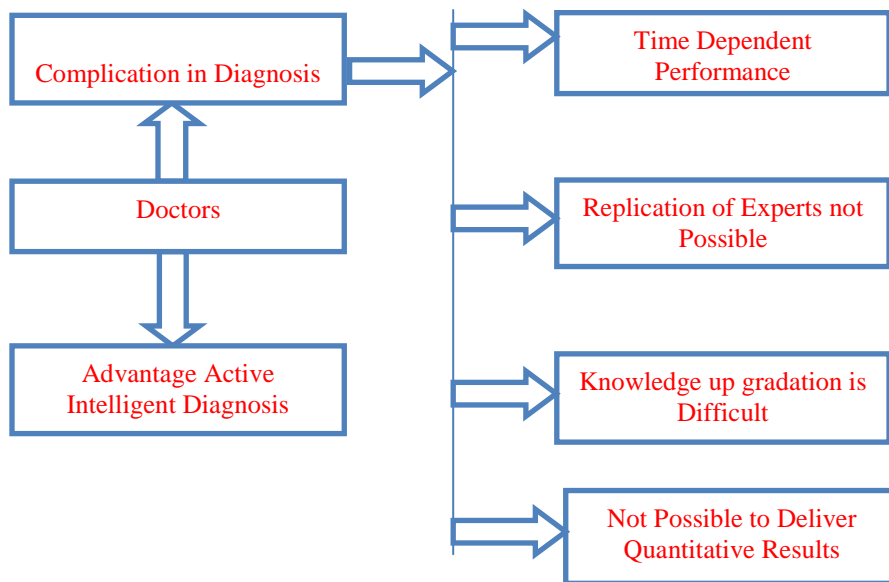 Complication in Diagnosis
Doctors
Advantage Active
Intelligent Diagnosis
Time Dependent
Performance
Replication of Experts not
Possible
Knowledge up gradation is
Difficult
Not Possible to Deliver
Quantitative Results